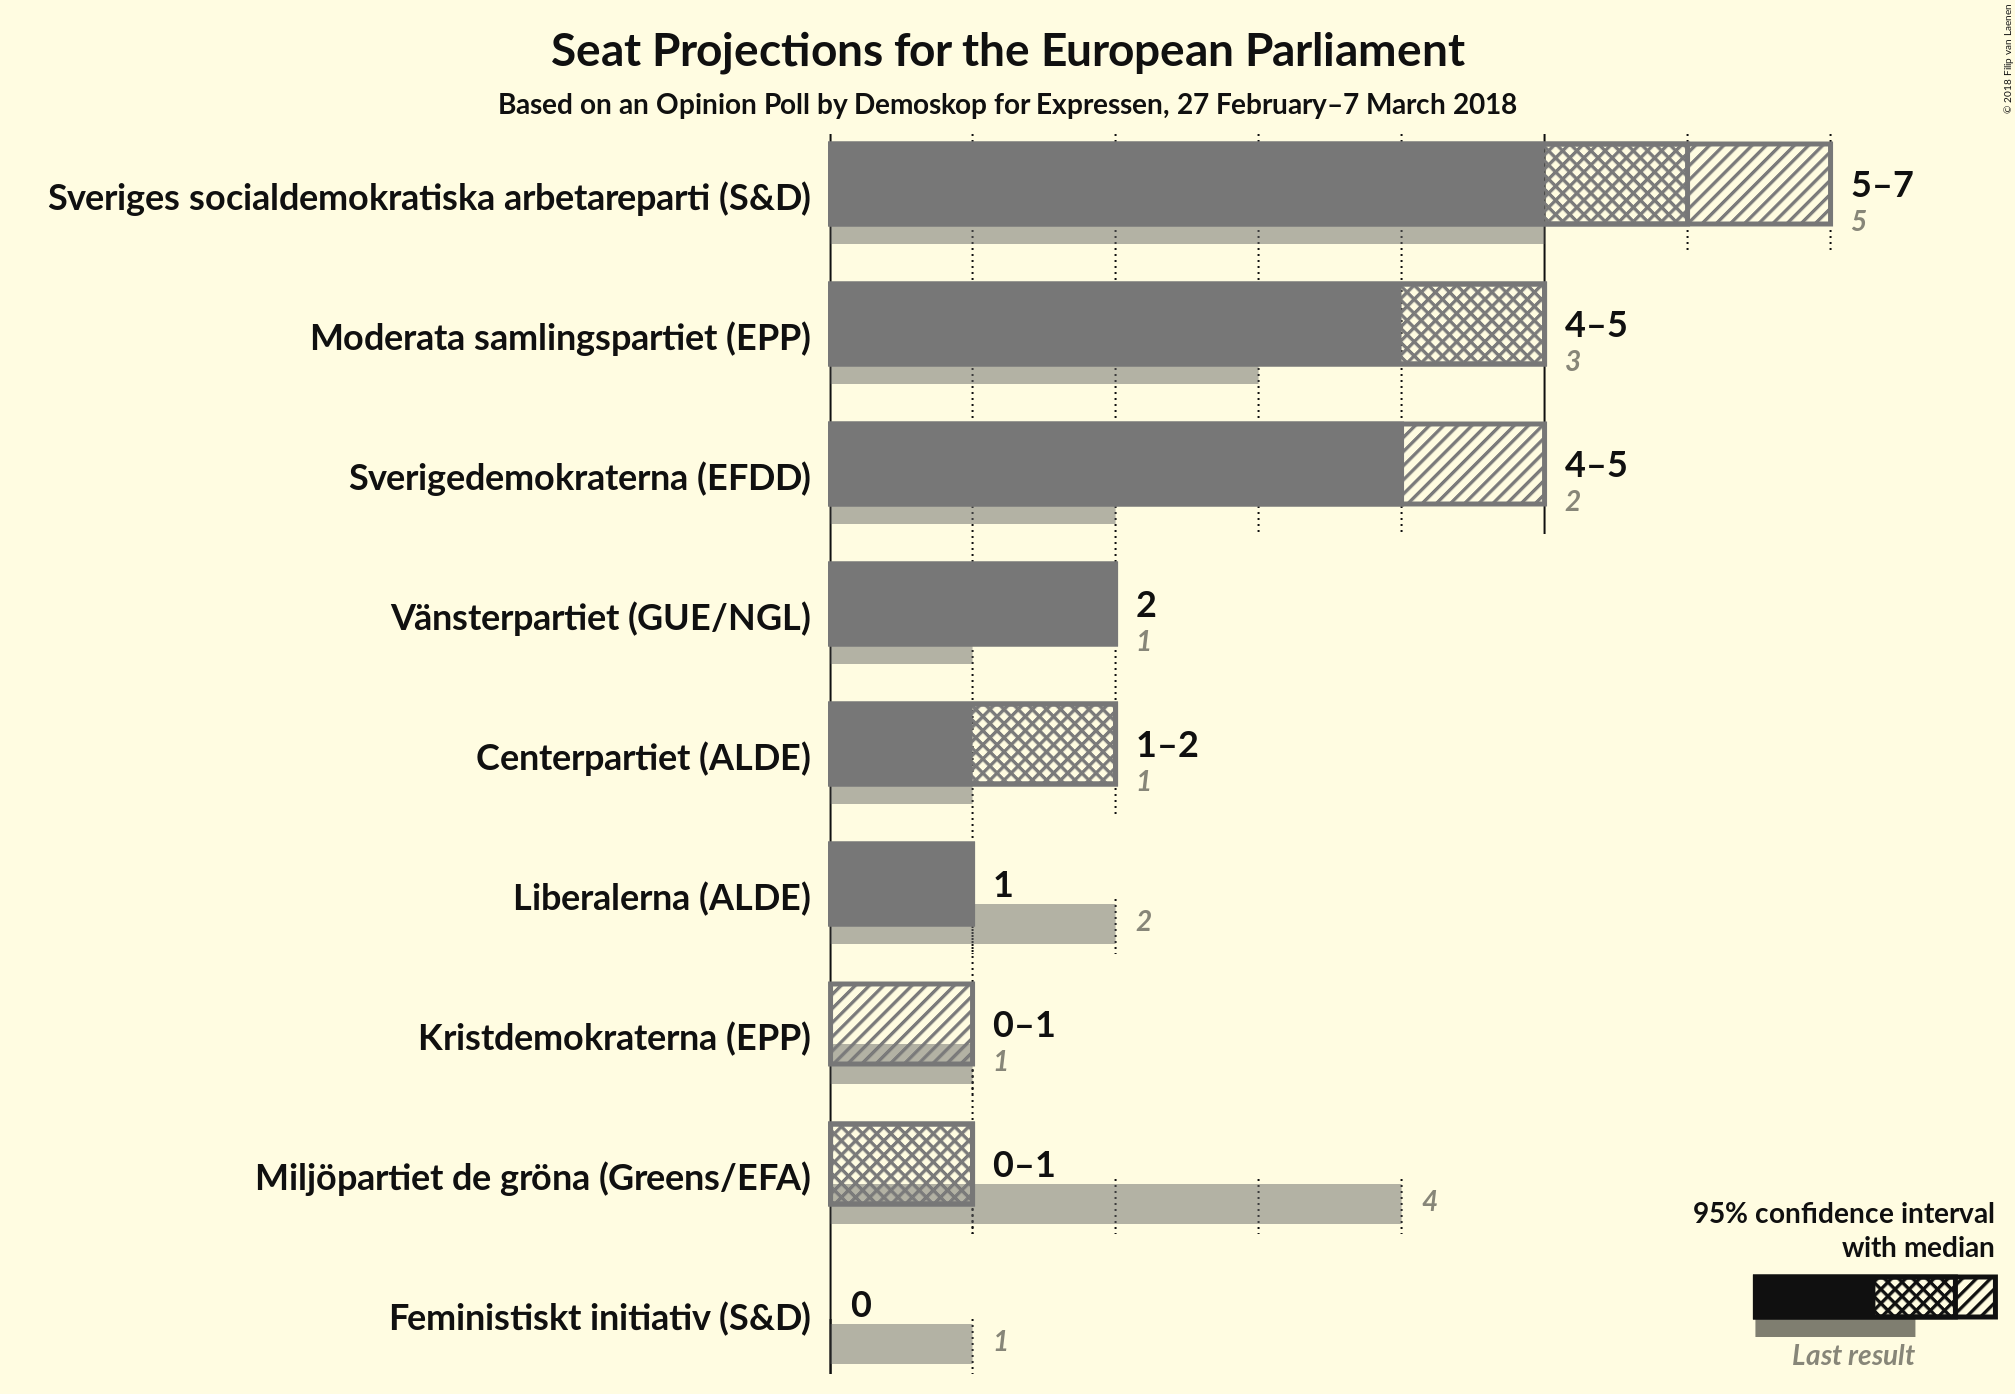 Seat Projections for the European Parliament
Based on an Opinion Poll by Demoskop for Expressen, 27 February–7 March 2018
© 2018 Filip van Laenen
Sveriges socialdemokratiska arbetareparti (S&D)
5–7
5
Moderata samlingspartiet (EPP)
4–5
3
Sverigedemokraterna (EFDD)
4–5
2
Vänsterpartiet (GUE/NGL)
2
1
Centerpartiet (ALDE)
1–2
1
Liberalerna (ALDE)
1
2
Kristdemokraterna (EPP)
0–1
1
Miljöpartiet de gröna (Greens/EFA)
0–1
4
Feministiskt initiativ (S&D)
0
1
95% confidence interval
with median
Last result